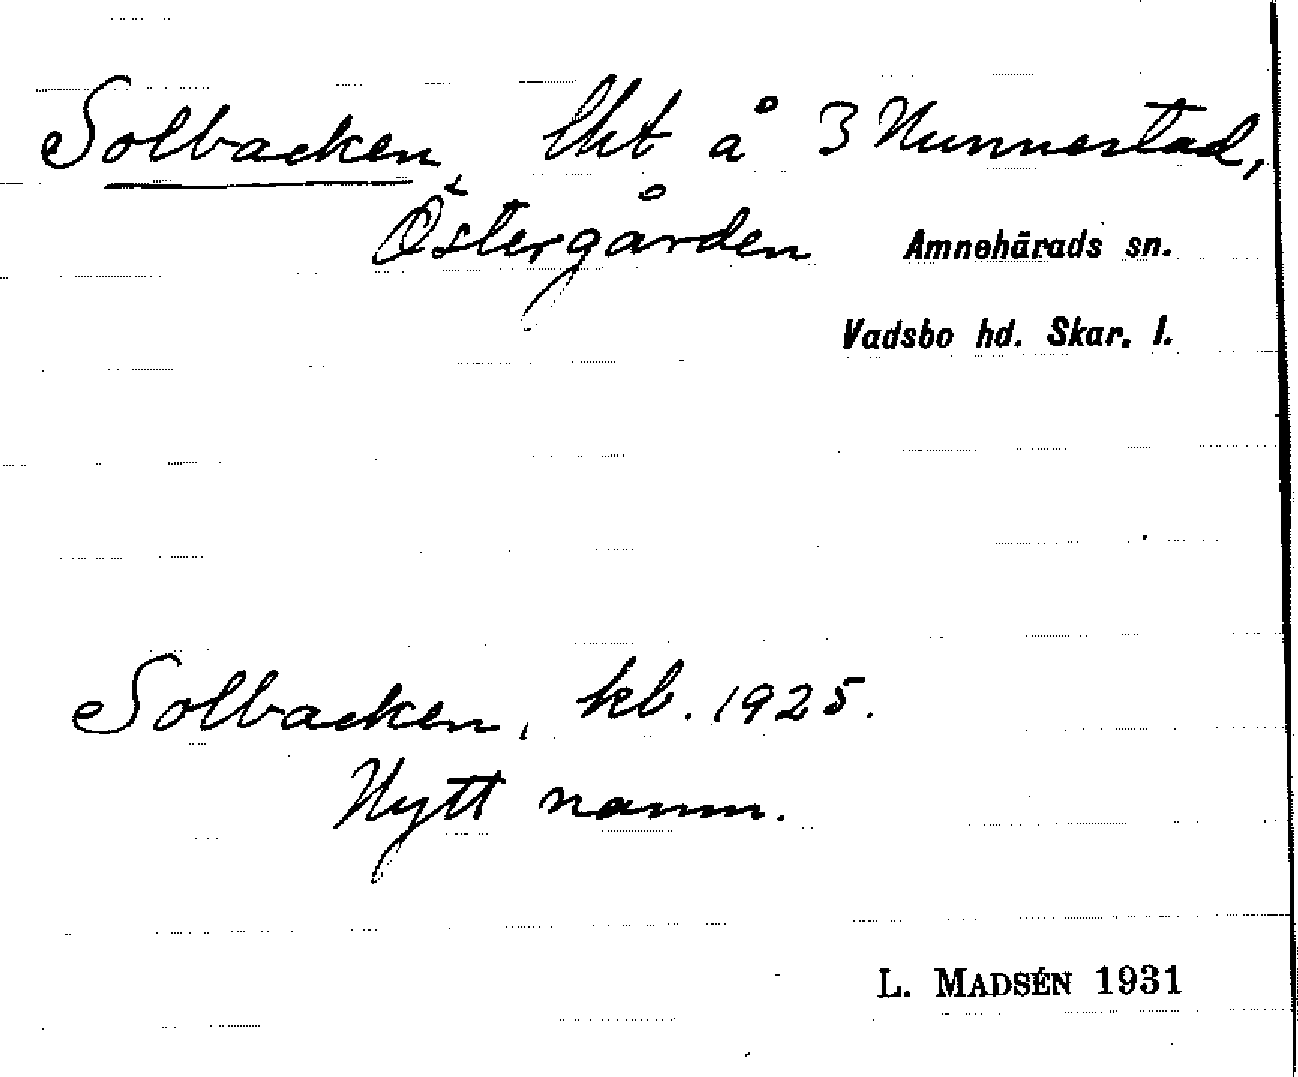 Solbacken, lht å 3 Nunnestad,
Östergården Amnehärads sn.
Vadsbo hd. Skar. l.
Solbacken, kb. 1925.
Nytt namn.
L. MADSÉN 1931